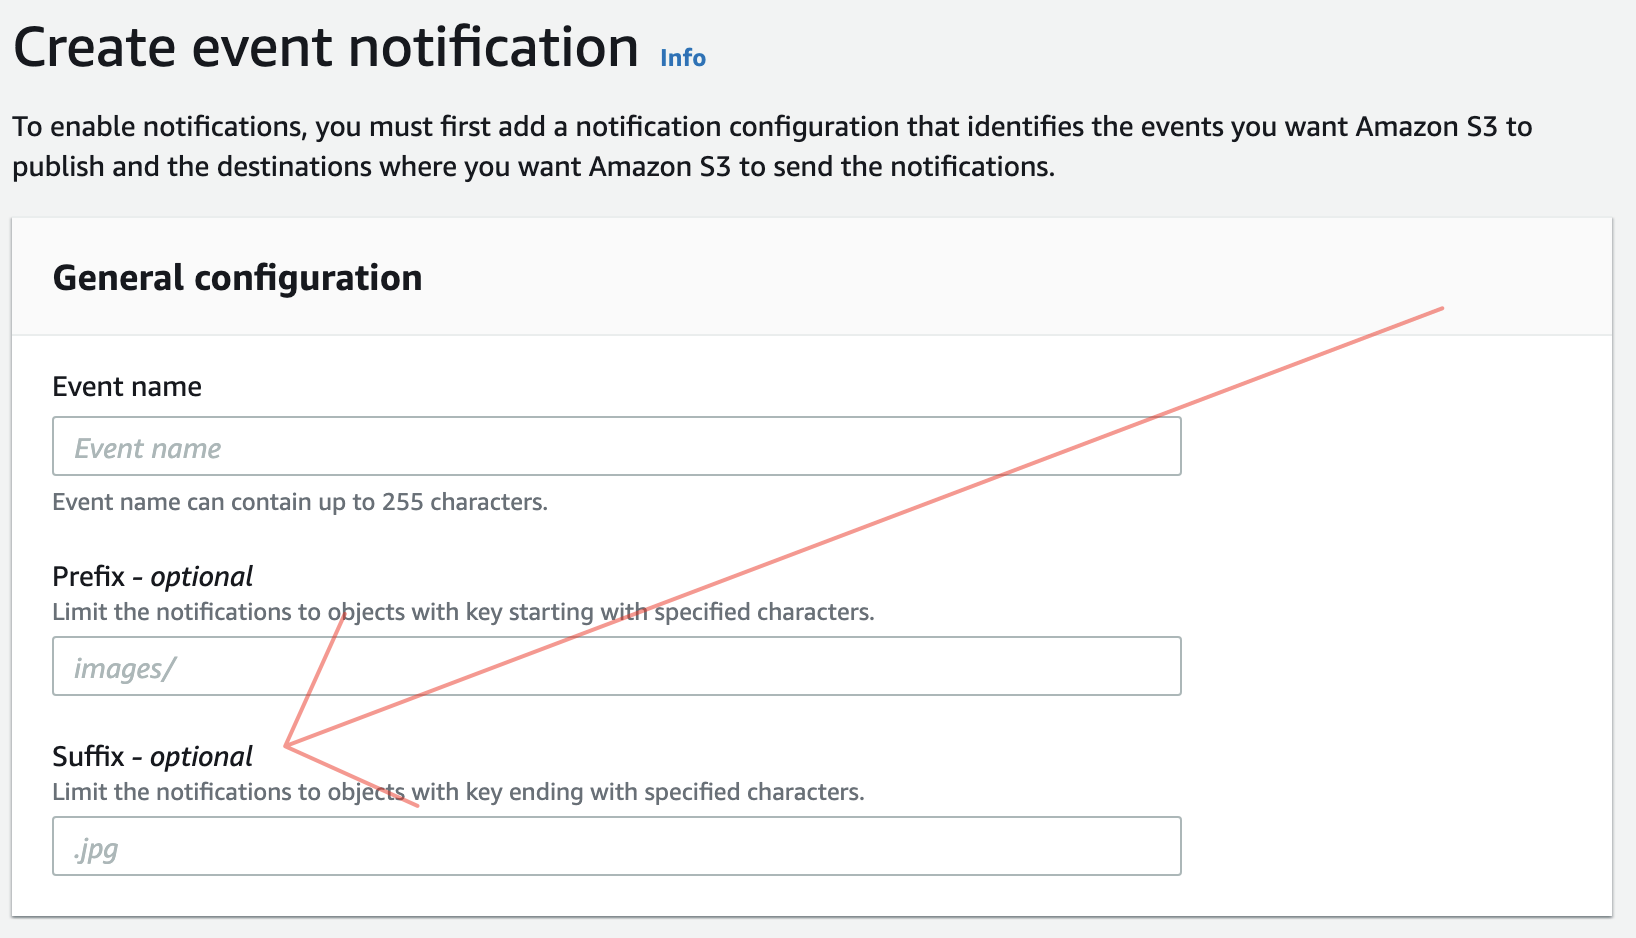 Create event notification Info
To enable notifications, you must first add a notification configuration that identifies the events you want Amazon S3 to
publish and the destinations where you want Amazon S3 to send the notifications.
General configuration
Event name
Event name
Event name can contain up to 255 characters.
Prefix - optional
Limit the notifications to objects with key starting with specified characters.
images/
Suffix - optional
Limit the notifications to objects with key ending with specified characters.
.jpg